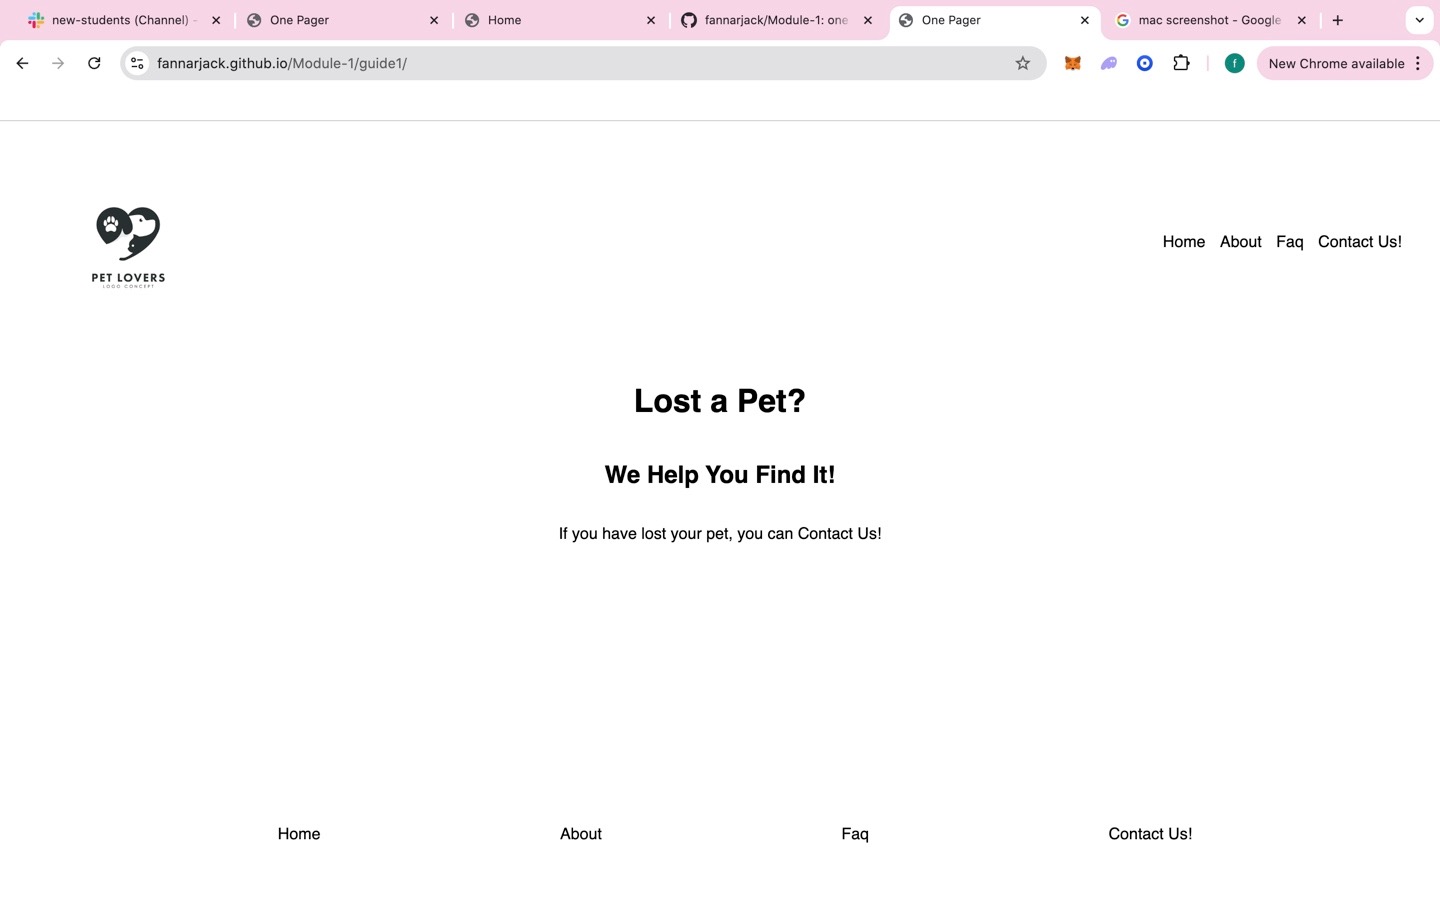 new-students (Channel) -
One Pager
Home
fannarjack/Module-1: one
One Pager
mac screenshot - Google
fannarjack.github.io/Module-1/guide1/
f
New Chrome available
PET LOVERS
LOGO CONCEPT
Home About Faq Contact Us!
Lost a Pet?
We Help You Find It!
If you have lost your pet, you can Contact Us!
Home About Faq Contact Us!